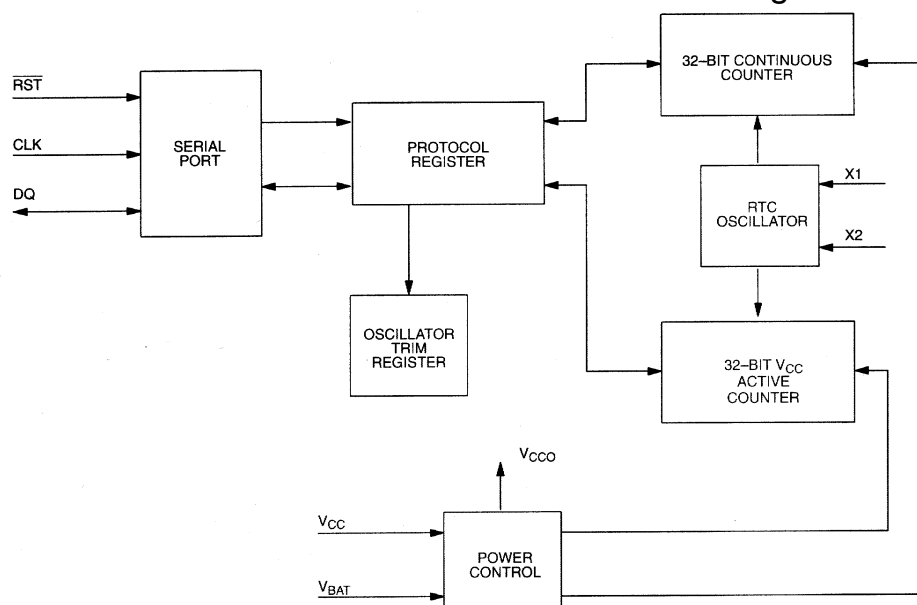 RST
CLK
DQ
SERIAL
PORT
PROTOCOL
REGISTER
OSCILLATOR
TRIM
REGISTER
32–BIT CONTINUOUS
COUNTER
RTC
OSCILLATOR
X1
X2
32–BIT VCC
ACTIVE
COUNTER
VCCO
VCC
VBAT
POWER
CONTROL